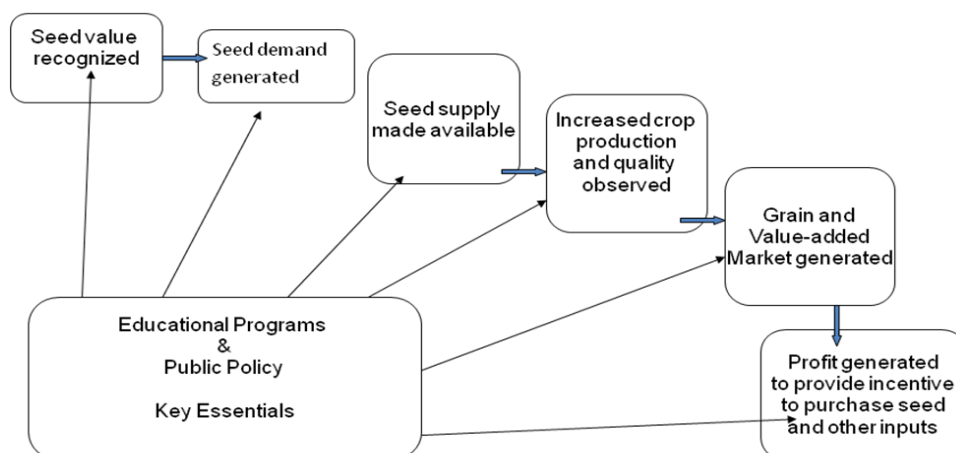 Seed value
recognized
Seed demand
generated
Seed supply
made available
Increased crop
production
and quality
observed
Grain and
Value-added
Market generated
Educational Programs
&
Public Policy
Key Essentials
Profit generated
to provide incentive
to purchase seed
and other inputs